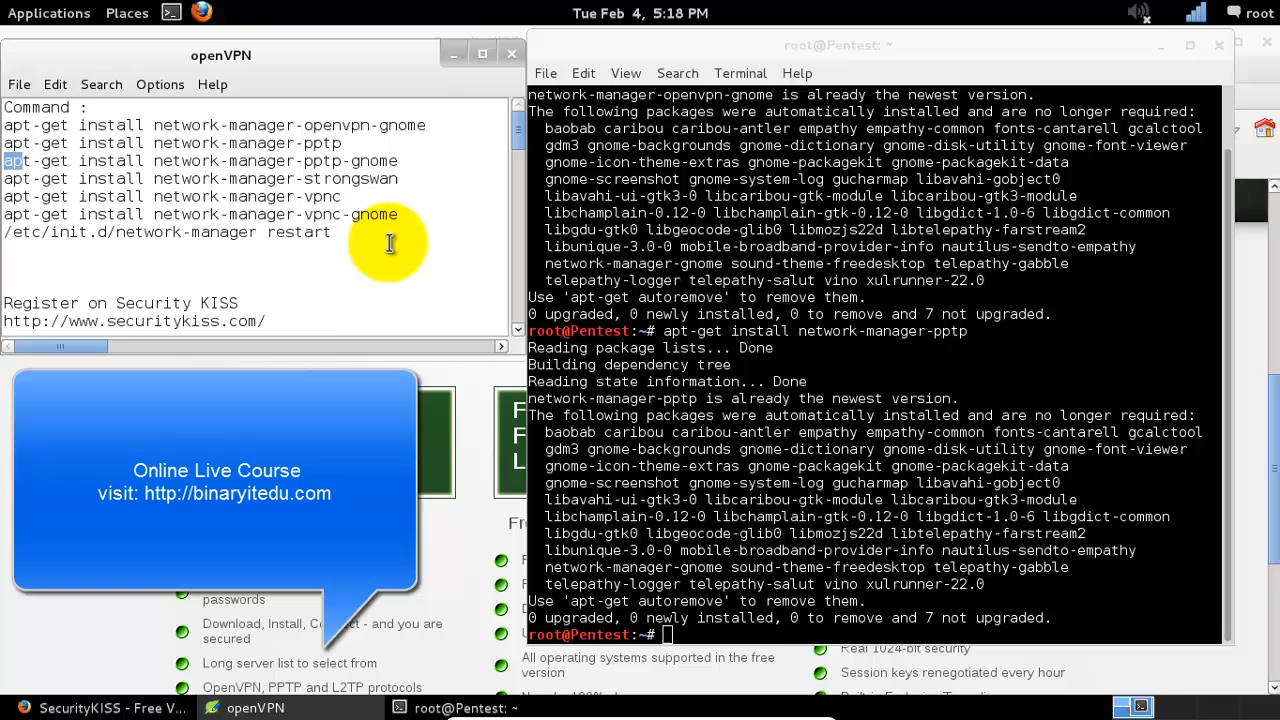 Applications Places Tue Feb 4, 5:18 PM root
openVPN
File Edit Search Options Help
Command :
apt-get install network-manager-openvpn-gnome
apt-get install network-manager-pptp
apt-get install network-manager-pptp-gnome
apt-get install network-manager-strongswan
apt-get install network-manager-vpnc
apt-get install network-manager-vpnc-gnome
/etc/init.d/network-manager restart
Register on Security KISS
http://www.securitykiss.com/
root@Pentest: ~
File Edit View Search Terminal Help
network-manager-openvpn-gnome is already the newest version.
The following packages were automatically installed and are no longer required:
baobab caribou caribou-antler empathy empathy-common fonts-cantarell gcalctool
gdm3 gnome-backgrounds gnome-dictionary gnome-disk-utility gnome-font-viewer
gnome-icon-theme-extras gnome-packagekit gnome-packagekit-data
gnome-screenshot gnome-system-log gucharmap libavahi-gobject0
libavahi-ui-gtk3-0 libcaribou-gtk-module libcaribou-gtk3-module
libchamplain-0.12-0 libchamplain-gtk-0.12-0 libgdict-1.0-6 libgdict-common
libgdu-gtk0 libgeocode-glib0 libmozjs22d libtelepathy-farstream2
libunique-3.0-0 mobile-broadband-provider-info nautilus-sendto-empathy
network-manager-gnome sound-theme-freedesktop telepathy-gabble
telepathy-logger telepathy-salut vino xulrunner-22.0
Use 'apt-get autoremove' to remove them.
0 upgraded, 0 newly installed, 0 to remove and 7 not upgraded.
root@Pentest:~# apt-get install network-manager-pptp
Reading package lists... Done
Building dependency tree
Reading state information... Done
network-manager-pptp is already the newest version.
The following packages were automatically installed and are no longer required:
baobab caribou caribou-antler empathy empathy-common fonts-cantarell gcalctool
gdm3 gnome-backgrounds gnome-dictionary gnome-disk-utility gnome-font-viewer
gnome-icon-theme-extras gnome-packagekit gnome-packagekit-data
gnome-screenshot gnome-system-log gucharmap libavahi-gobject0
libavahi-ui-gtk3-0 libcaribou-gtk-module libcaribou-gtk3-module
libchamplain-0.12-0 libchamplain-gtk-0.12-0 libgdict-1.0-6 libgdict-common
libgdu-gtk0 libgeocode-glib0 libmozjs22d libtelepathy-farstream2
libunique-3.0-0 mobile-broadband-provider-info nautilus-sendto-empathy
network-manager-gnome sound-theme-freedesktop telepathy-gabble
telepathy-logger telepathy-salut vino xulrunner-22.0
Use 'apt-get autoremove' to remove them.
0 upgraded, 0 newly installed, 0 to remove and 7 not upgraded.
root@Pentest:~#
Online Live Course
visit: http://binaryitedu.com
passwords
Download, Install, Co ct - and you are
secured
Long server list to select from
OpenVPN, PPTP and L2TP protocols
All operating systems supported in the free
version
Real 1024-bit security
Session keys renegotiated every hour
SecurityKISS - Free V... openVPN root@Pentest: ~